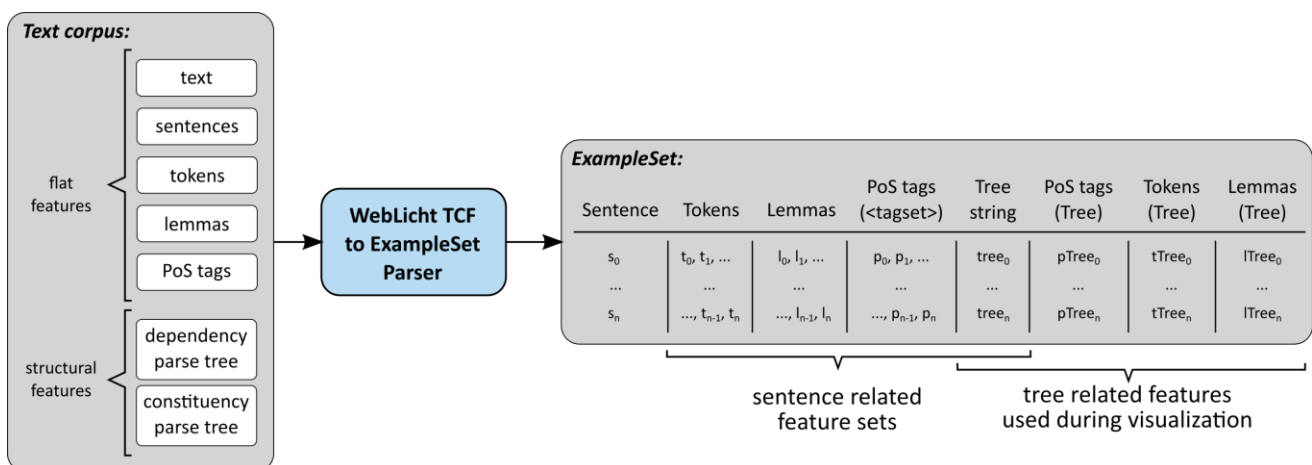 Text corpus:
text
sentences
tokens
lemmas
PoS tags
flat
features
dependency
parse tree
constituency
parse tree
structural
features
WebLicht TCF
to ExampleSet
Parser
ExampleSet:
Sentence Tokens Lemmas PoS tags (<tagset>) Tree string PoS tags (Tree) Tokens (Tree) Lemmas (Tree)
s₀ t₀, t₁, ... l₀, l₁, ... p₀, p₁, ... tree₀ pTree₀ tTree₀ lTree₀
... ... ... ... ... ... ... ...
sₙ ..., tₙ₋₁, tₙ ..., lₙ₋₁, lₙ ..., pₙ₋₁, pₙ treeₙ pTreeₙ tTreeₙ lTreeₙ
sentence related
feature sets
tree related features
used during visualization